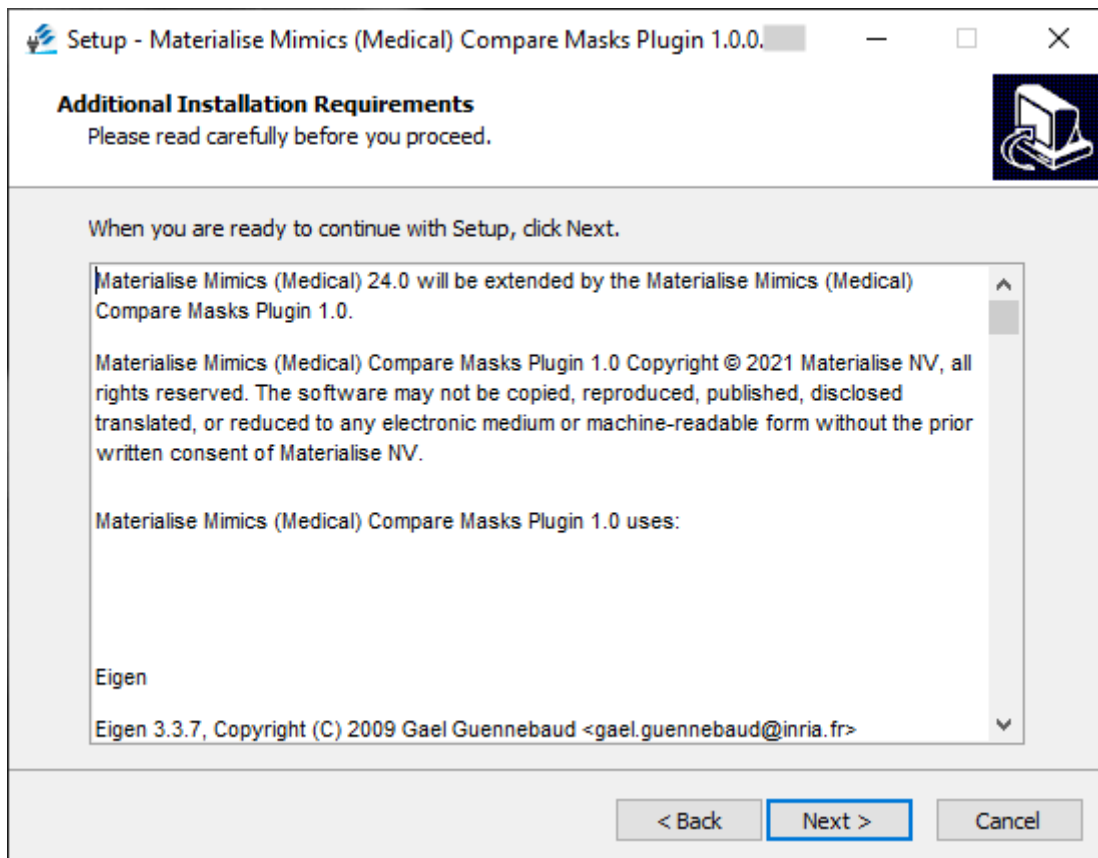 Setup - Materialise Mimics (Medical) Compare Masks Plugin 1.0.0.
Additional Installation Requirements
Please read carefully before you proceed.
When you are ready to continue with Setup, click Next.
Materialise Mimics (Medical) 24.0 will be extended by the Materialise Mimics (Medical)
Compare Masks Plugin 1.0.
Materialise Mimics (Medical) Compare Masks Plugin 1.0 Copyright © 2021 Materialise NV, all
rights reserved. The software may not be copied, reproduced, published, disclosed
translated, or reduced to any electronic medium or machine-readable form without the prior
written consent of Materialise NV.
Materialise Mimics (Medical) Compare Masks Plugin 1.0 uses:
Eigen
Eigen 3.3.7, Copyright (C) 2009 Gael Guennebaud <gael.guennebaud@inria.fr>
< Back
Next >
Cancel